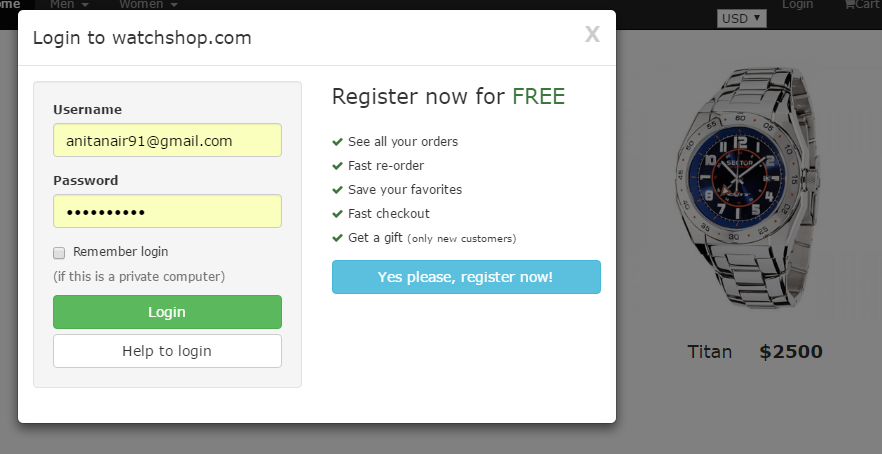 ome Men Women
USD Login Cart
Login to watchshop.com X
Username
anitanair91@gmail.com
Password
••••••••••
Remember login
(if this is a private computer)
Login
Help to login
Register now for FREE
See all your orders
Fast re-order
Save your favorites
Fast checkout
Get a gift (only new customers)
Yes please, register now!
SECTOR
Titan $2500